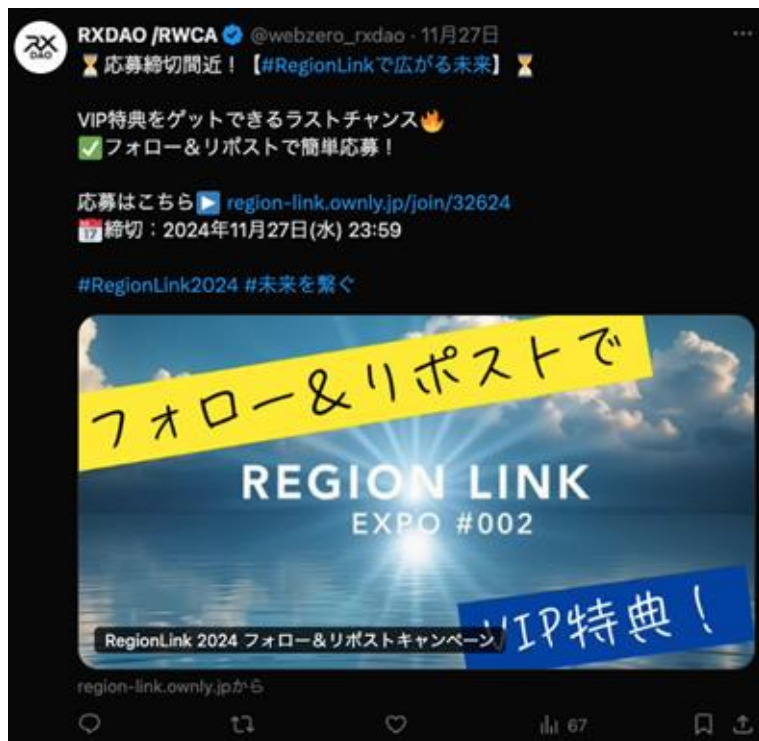 RXDAO /RWCA @webzero_rxdao · 11月27日
⏳応募締切間近！【#RegionLinkで広がる未来】⏳
VIP特典をゲットできるラストチャンス🔥
✅フォロー＆リポストで簡単応募！
応募はこちら▶️ region-link.ownly.jp/join/32624
📅締切：2024年11月27日(水) 23:59
#RegionLink2024 #未来を繋ぐ
フォロー&リポストで
REGION LINK
EXPO #002
VIP特典！
RegionLink 2024 フォロー＆リポストキャンペーン
region-link.ownly.jpから
67
RX
DAO